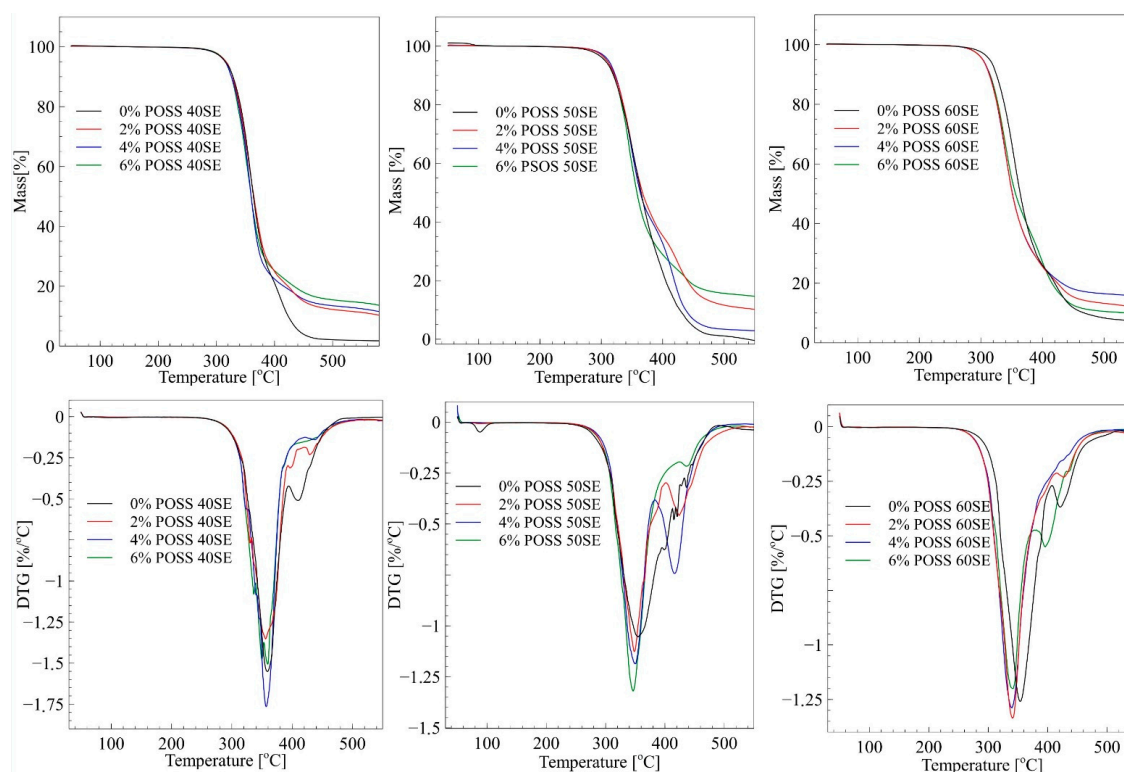 100
80
60
40
20
0
Mass[%]
0% POSS 40SE
2% POSS 40SE
4% POSS 40SE
6% POSS 40SE
100 200 300 400 500
Temperature [°C]
100
80
60
40
20
0
Mass [%]
0% POSS 50SE
2% POSS 50SE
4% POSS 50SE
6% PSOS 50SE
100 200 300 400 500
Temperature [°C]
100
80
60
40
20
0
Mass [%]
0% POSS 60SE
2% POSS 60SE
4% POSS 60SE
6% POSS 60SE
100 200 300 400 500
Temperature [°C]
0
−0,25
−0.5
−1
−1.25
−1.5
−1.75
DTG [%/°C]
0% POSS 40SE
2% POSS 40SE
4% POSS 40SE
6% POSS 40SE
100 200 300 400 500
Temperature [°C]
0
−0.25
−0.5
−1
−1.25
−1.5
DTG [%/°C]
0% POSS 50SE
2% POSS 50SE
4% POSS 50SE
6% POSS 50SE
100 200 300 400 500
Temperature [°C]
0
−0,25
−0.5
−1
−1.25
DTG [%/°C]
0% POSS 60SE
2% POSS 60SE
4% POSS 60SE
6% POSS 60SE
100 200 300 400 500
Temperature [°C]